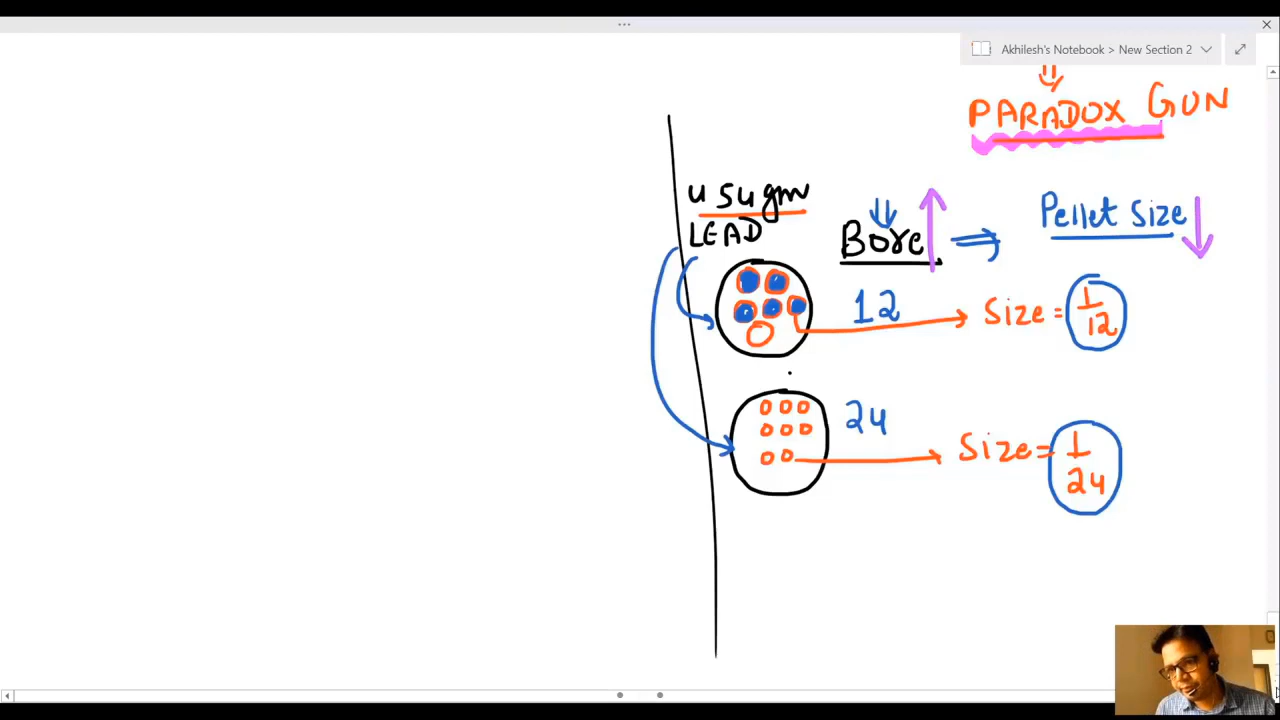 Akhilesh's Notebook > New Section 2
PARADOX GUN
454 gm
LEAD
Bore ⇒ Pellet Size
12 → Size = 1/12
24 → Size = 1/24